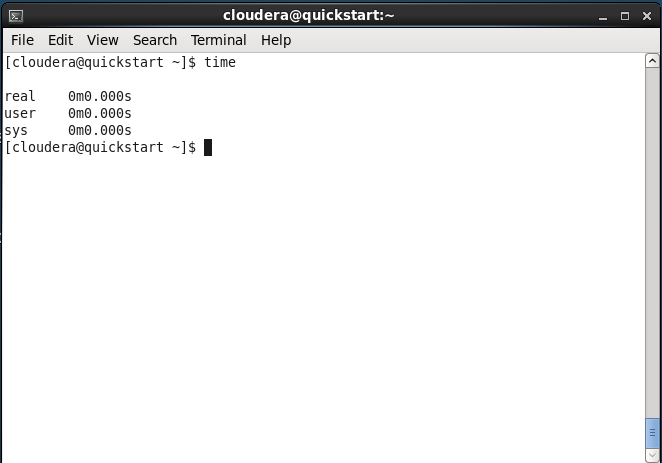 cloudera@quickstart:~
File Edit View Search Terminal Help
[cloudera@quickstart ~]$ time
real 0m0.000s
user 0m0.000s
sys 0m0.000s
[cloudera@quickstart ~]$